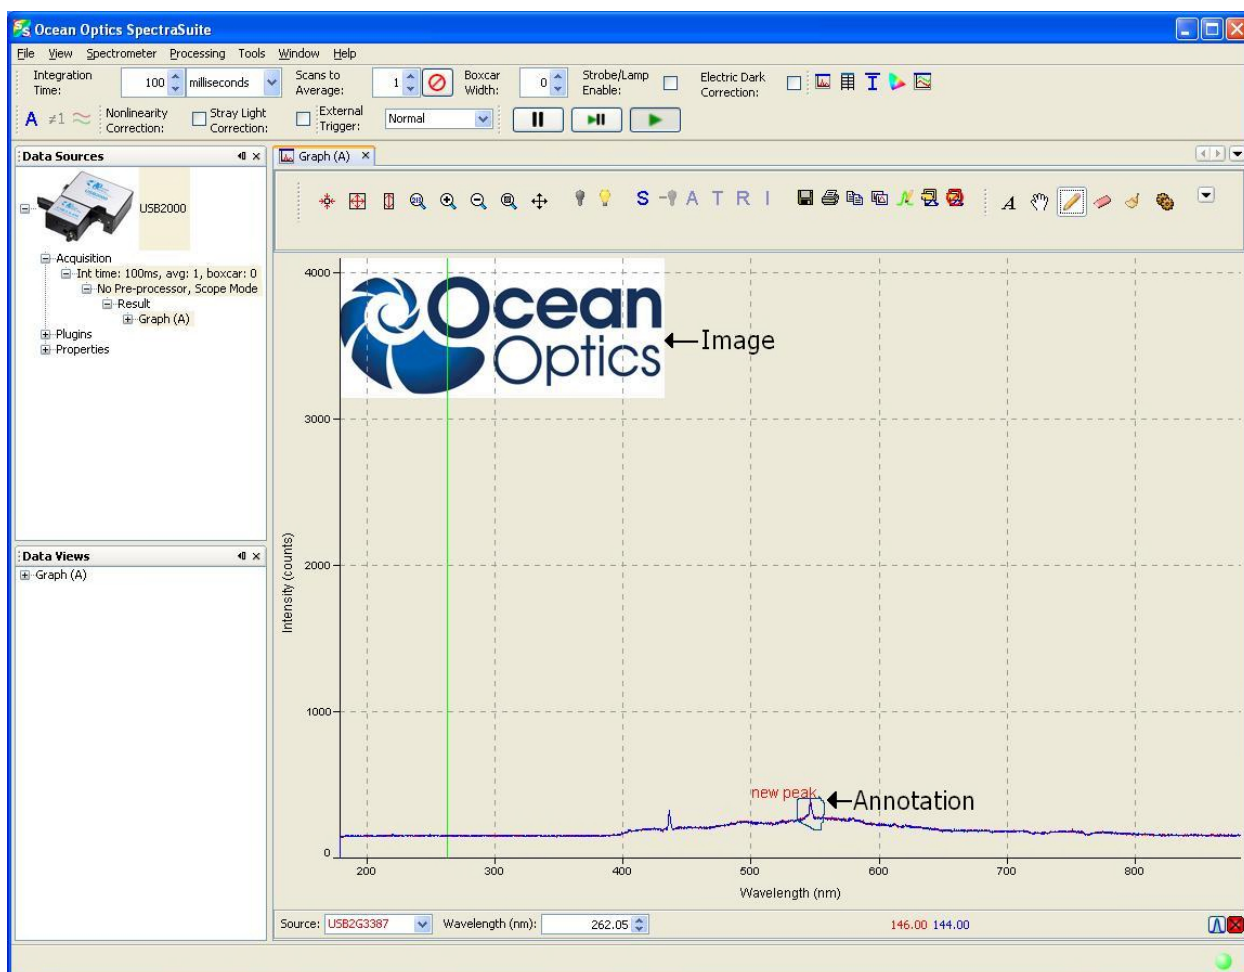 Ocean Optics SpectraSuite
File View Spectrometer Processing Tools Window Help
Integration Time: 100 milliseconds Scans to Average: 1 Boxcar Width: 0 Strobe/Lamp Enable: Electric Dark Correction:
A ≠1 Nonlinearity Correction: Stray Light Correction: External Trigger: Normal
Data Sources
Graph (A)
USB2000
S A T R I A
Acquisition
Int time: 100ms, avg: 1, boxcar: 0
No Pre-processor, Scope Mode
Result
Graph (A)
Plugins
Properties
Data Views
Graph (A)
4000
Ocean
Optics
Image
3000
2000
Intensity (counts)
1000
new peak
Annotation
0
200 300 400 500 600 700 800
Wavelength (nm)
Source: USB2G3387 Wavelength (nm): 262.05 146.00 144.00